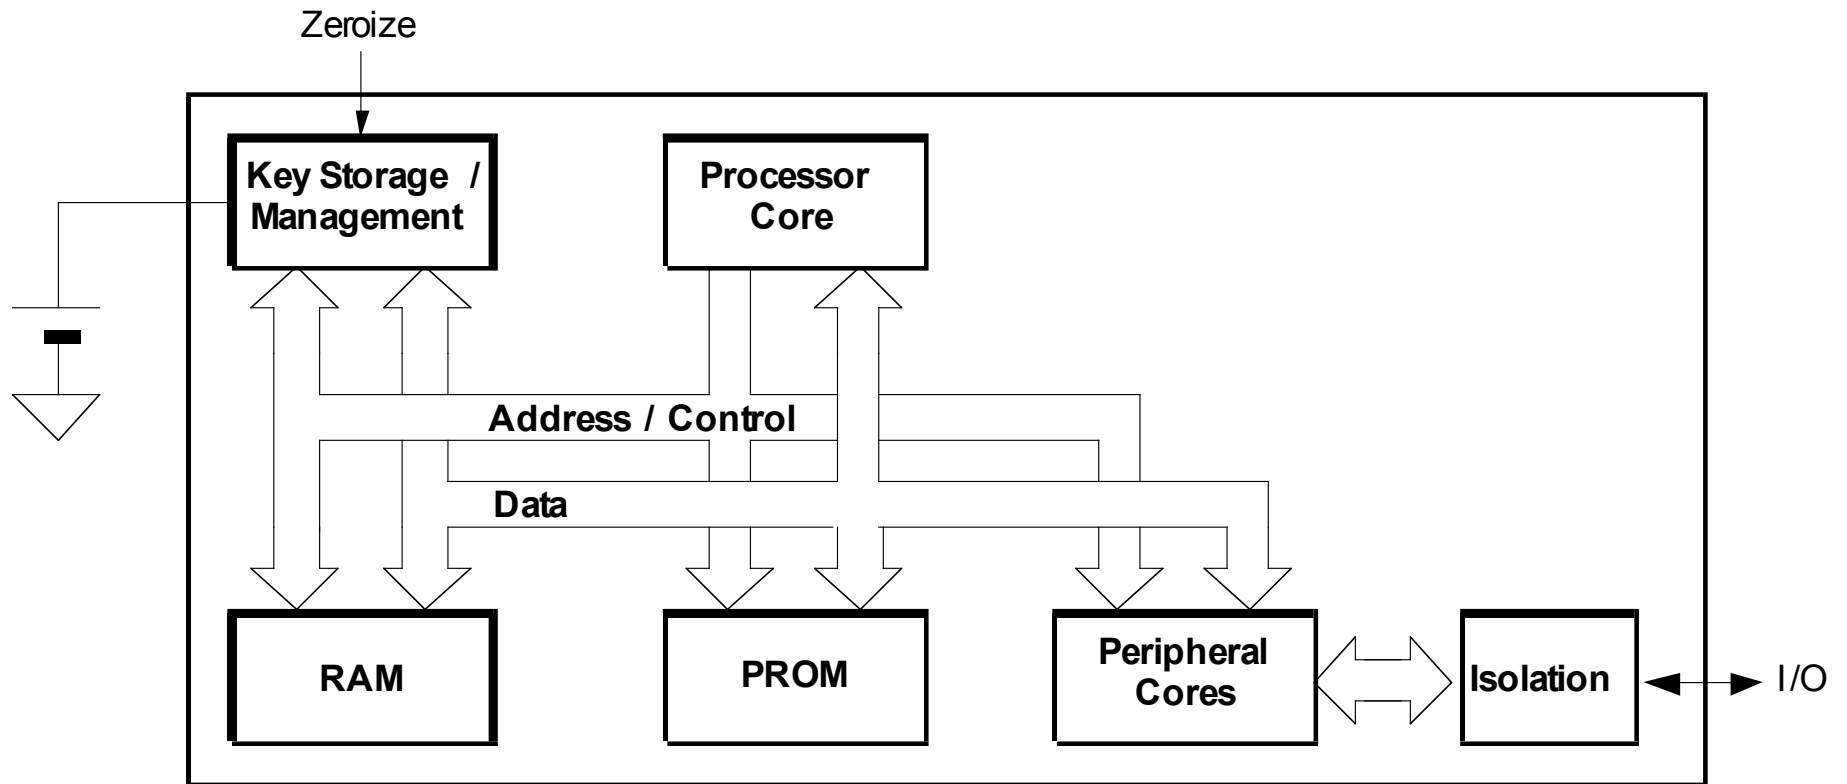 Zeroize
Key Storage /
Management
Processor
Core
Address / Control
Data
RAM
PROM
Peripheral
Cores
Isolation
I/O